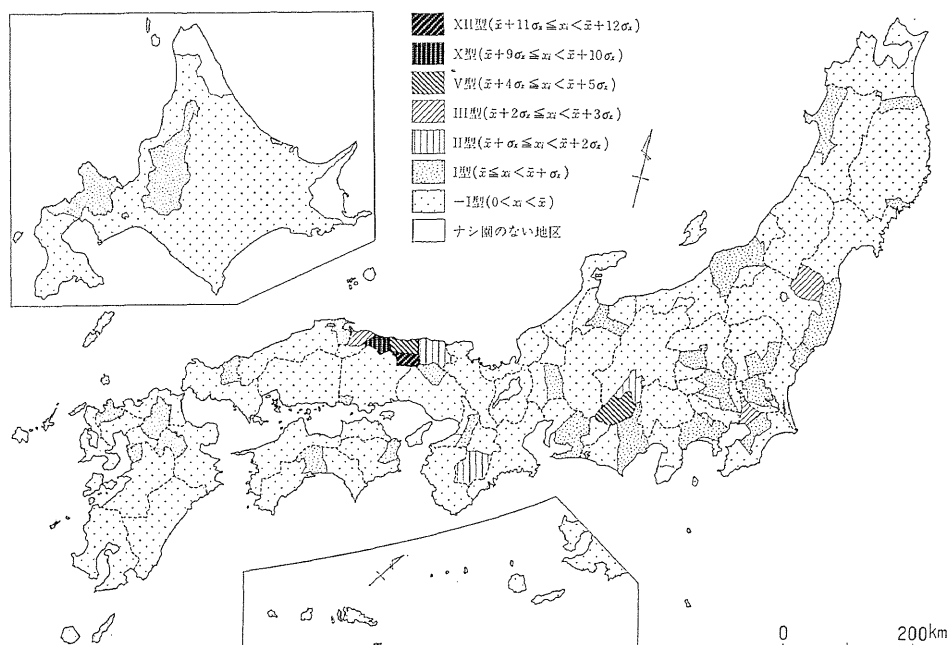 XII型(x̄+11σₓ≦xᵢ<x̄+12σₓ)
X型(x̄+9σₓ≦xᵢ<x̄+10σₓ)
V型(x̄+4σₓ≦xᵢ<x̄+5σₓ)
III型(x̄+2σₓ≦xᵢ<x̄+3σₓ)
II型(x̄+σₓ≦xᵢ<x̄+2σₓ)
I型(x̄≦xᵢ<x̄+σₓ)
−I型(0<xᵢ<x̄)
ナシ園のない地区
0 200km